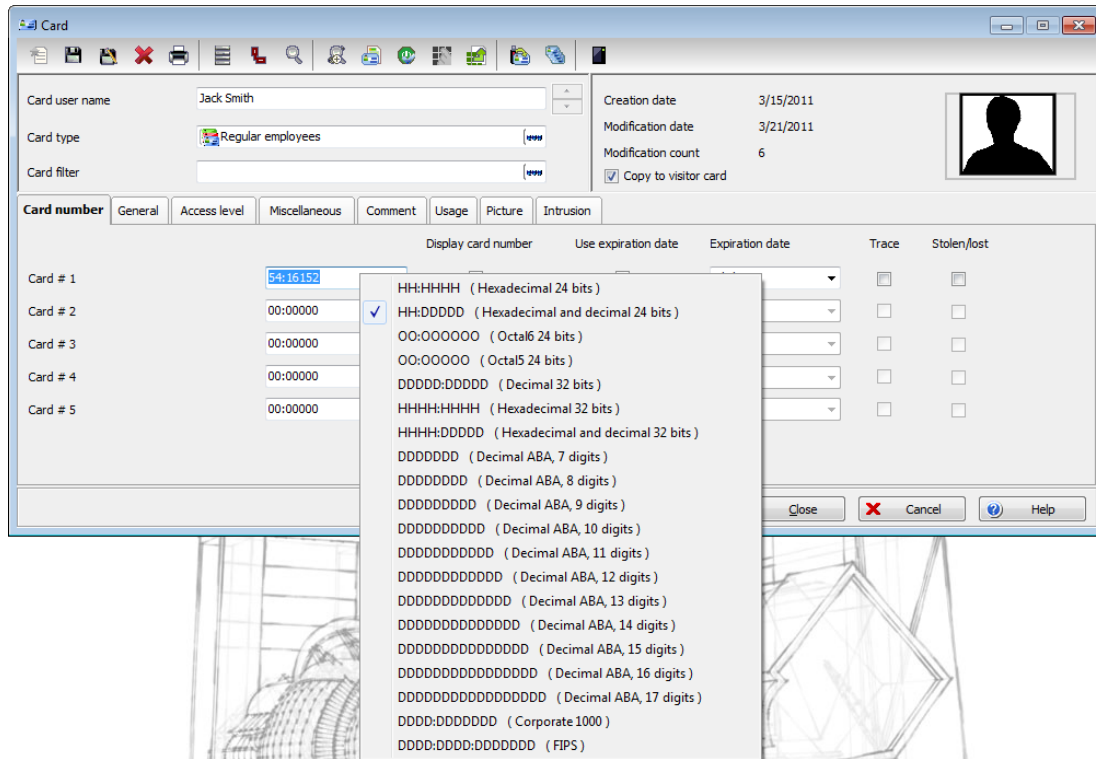 Card
Card user name Jack Smith
Creation date 3/15/2011
Modification date 3/21/2011
Card type Regular employees
Modification count 6
Card filter
Copy to visitor card
Card number General Access level Miscellaneous Comment Usage Picture Intrusion
Display card number Use expiration date Expiration date Trace Stolen/lost
Card # 1 54:16152
Card # 2 00:00000
Card # 3 00:00000
Card # 4 00:00000
Card # 5 00:00000
HH:HHHH ( Hexadecimal 24 bits )
HH:DDDDD ( Hexadecimal and decimal 24 bits )
OO:OOOOOO ( Octal6 24 bits )
OO:OOOOO ( Octal5 24 bits )
DDDDD:DDDDD ( Decimal 32 bits )
HHHH:HHHH ( Hexadecimal 32 bits )
HHHH:DDDDD ( Hexadecimal and decimal 32 bits )
DDDDDDD ( Decimal ABA, 7 digits )
DDDDDDDD ( Decimal ABA, 8 digits )
DDDDDDDDD ( Decimal ABA, 9 digits )
DDDDDDDDDD ( Decimal ABA, 10 digits )
DDDDDDDDDDD ( Decimal ABA, 11 digits )
DDDDDDDDDDDD ( Decimal ABA, 12 digits )
DDDDDDDDDDDDD ( Decimal ABA, 13 digits )
DDDDDDDDDDDDDD ( Decimal ABA, 14 digits )
DDDDDDDDDDDDDDD ( Decimal ABA, 15 digits )
DDDDDDDDDDDDDDDD ( Decimal ABA, 16 digits )
DDDDDDDDDDDDDDDDD ( Decimal ABA, 17 digits )
DDDD:DDDDDDD ( Corporate 1000 )
DDDD:DDDD:DDDDDDD ( FIPS )
Close Cancel Help